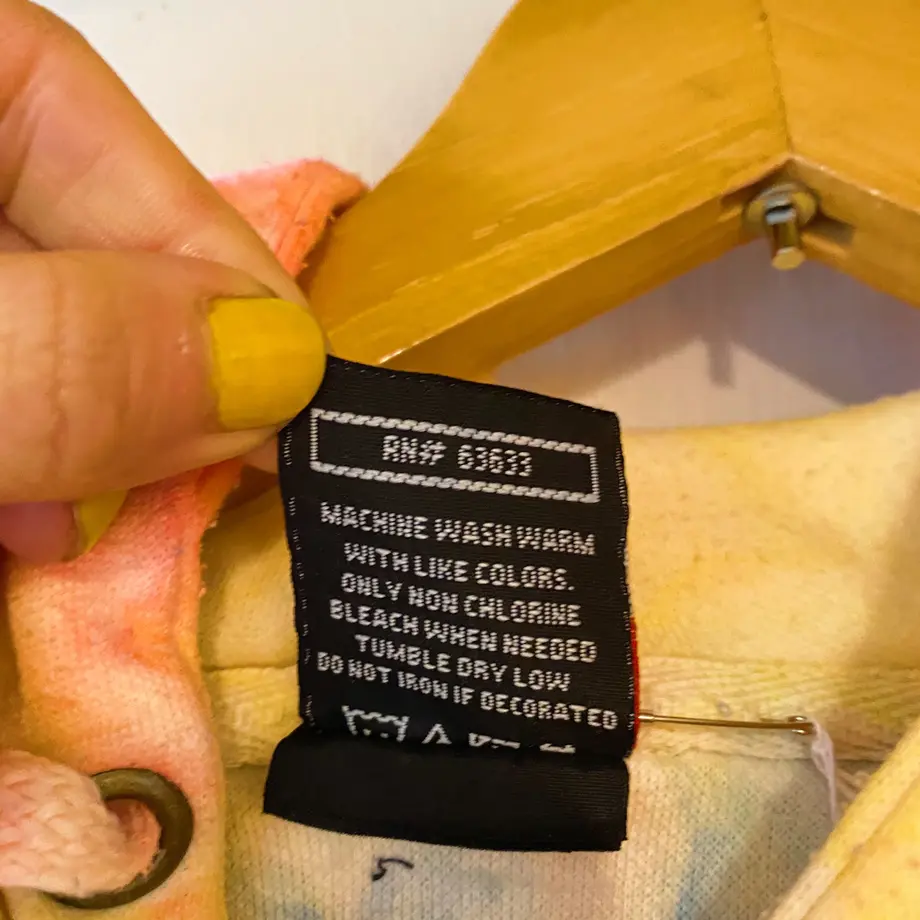 RN# 63633
MACHINE WASH WARM
WITH LIKE COLORS.
ONLY NON CHLORINE
BLEACH WHEN NEEDED
TUMBLE DRY LOW
DO NOT IRON IF DECORATED